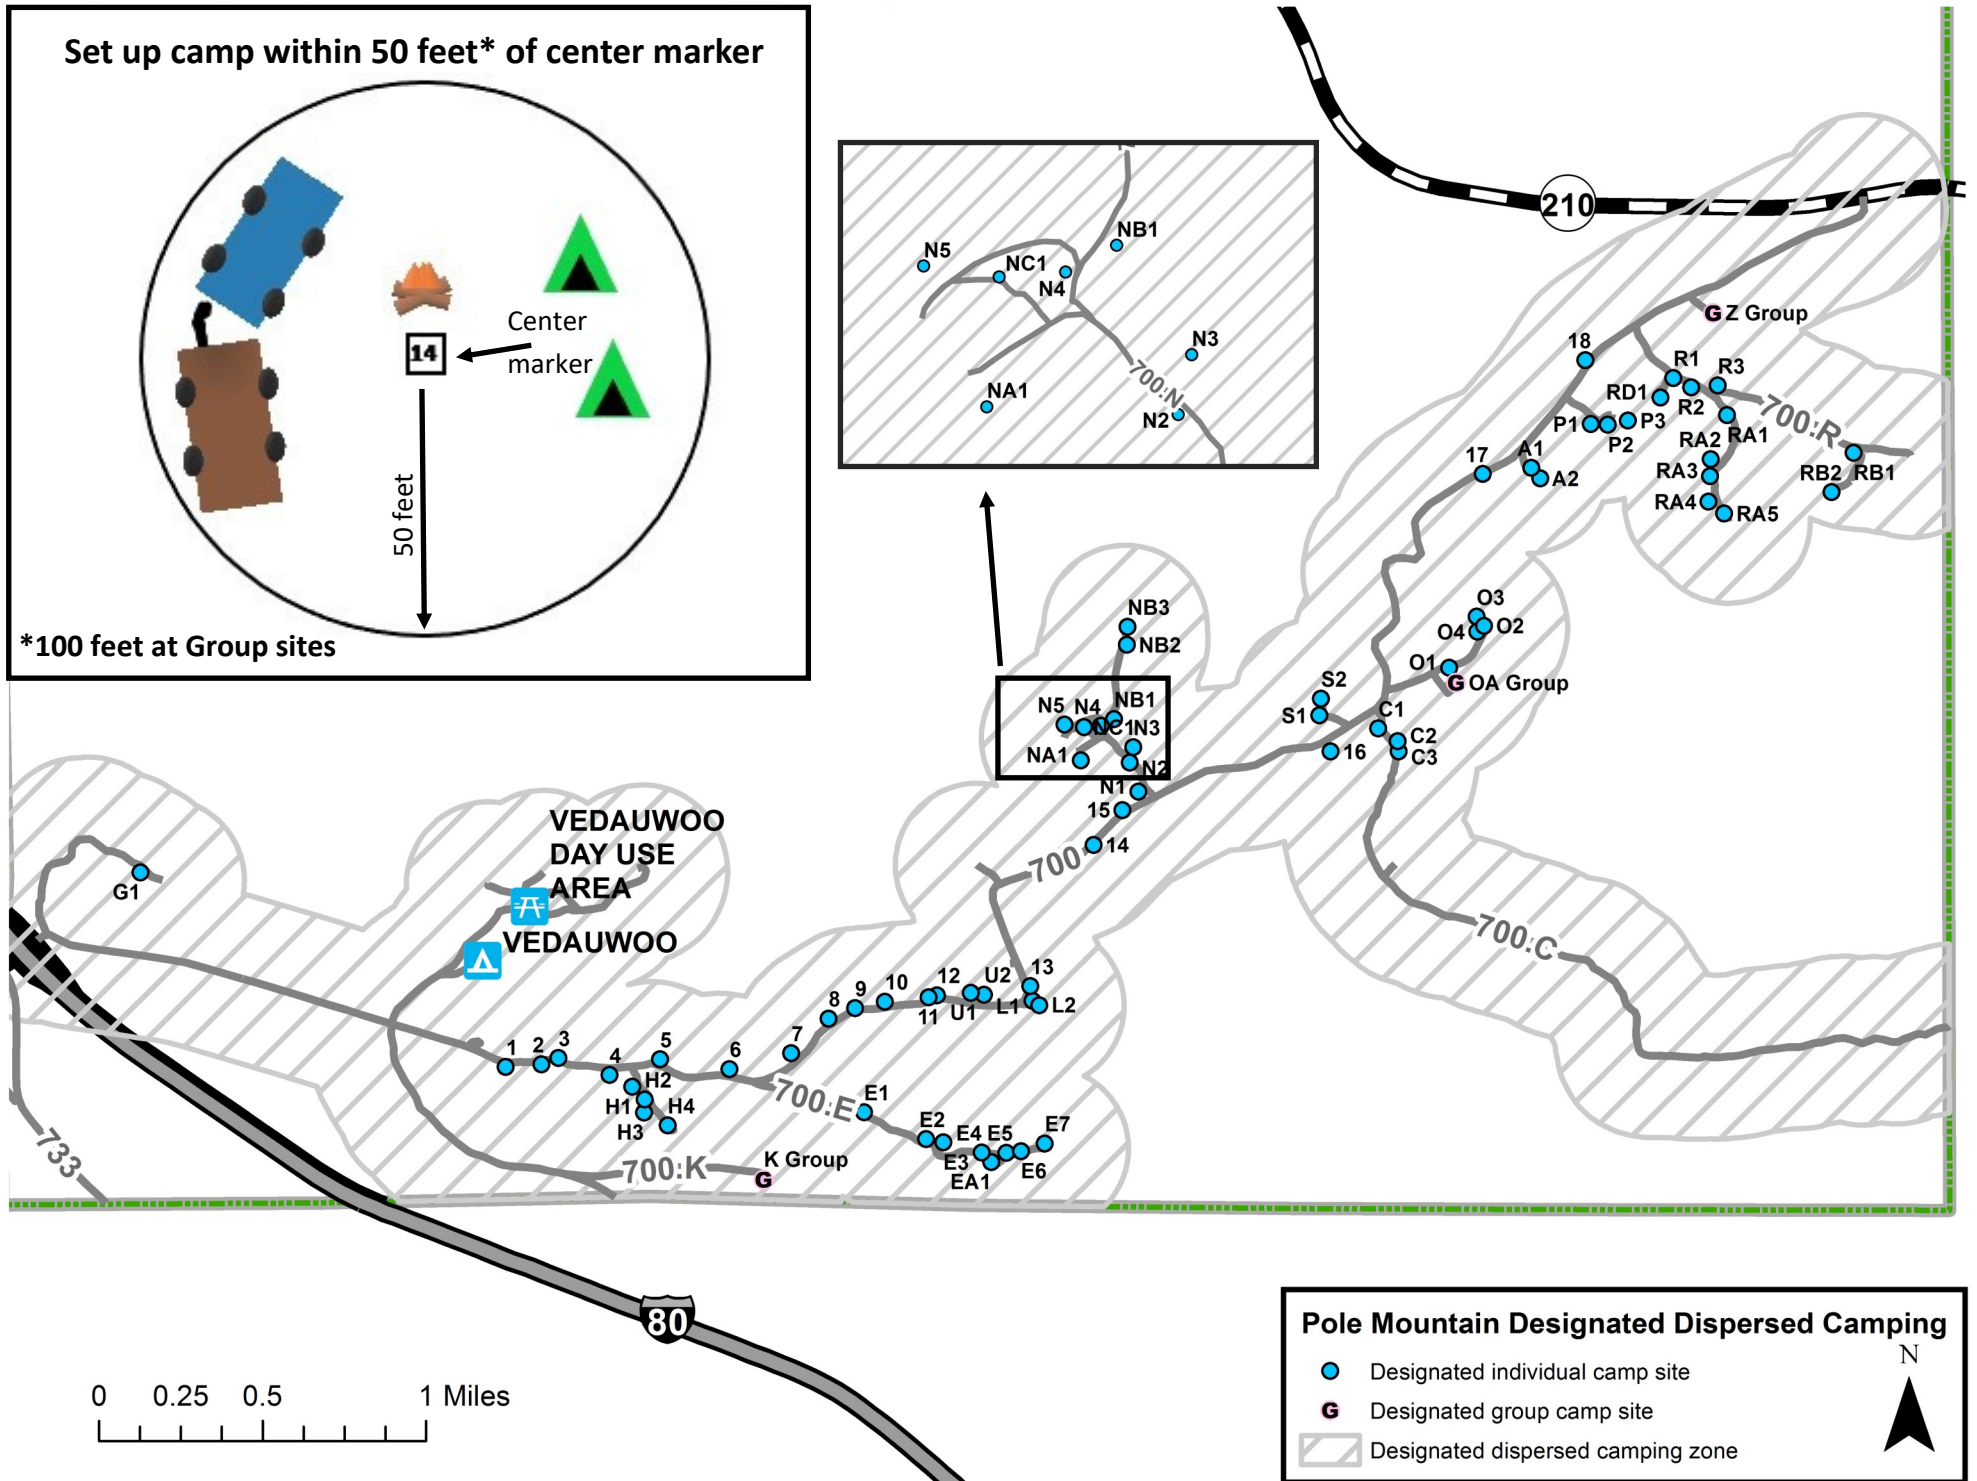 Set up camp within 50 feet* of center marker
Center
marker
14
50 feet
*100 feet at Group sites
210
NB1
N5
NC1
N4
N3
700.N
NA1
N2
Z Group
G
18
R1
R3
RD1
R2
700.R
P1
P3
P2
RA1
RA2
17
A1
A2
RA3
RB2
RB1
RA4
RA5
NB3
NB2
O3
O4
O2
O1
G
OA Group
S2
S1
C1
C2
C3
16
N5
N4
NB1
NC1
N3
NA1
N2
N1
15
14
700
700.C
G1
VEDAUWOO
DAY USE
AREA
VEDAUWOO
13
12
U2
10
9
8
11
U1
L1
L2
7
6
5
4
3
2
1
H2
H1
H4
H3
700.E
E1
E2
E4
E5
E7
E3
E6
EA1
K Group
G
700.K
733
80
0
0.25
0.5
1 Miles
Pole Mountain Designated Dispersed Camping
N
Designated individual camp site
G
Designated group camp site
Designated dispersed camping zone